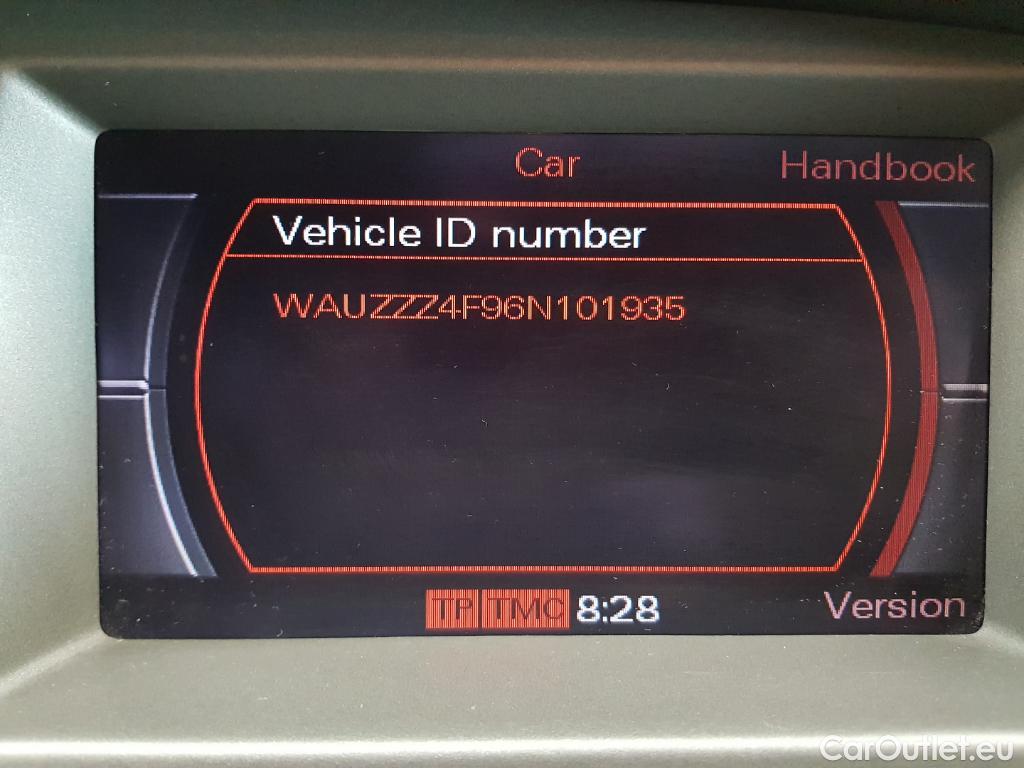 Car
Handbook
Vehicle ID number
WAUZZZ4F96N101935
TP TMC 8:28
Version
CarOutlet.eu